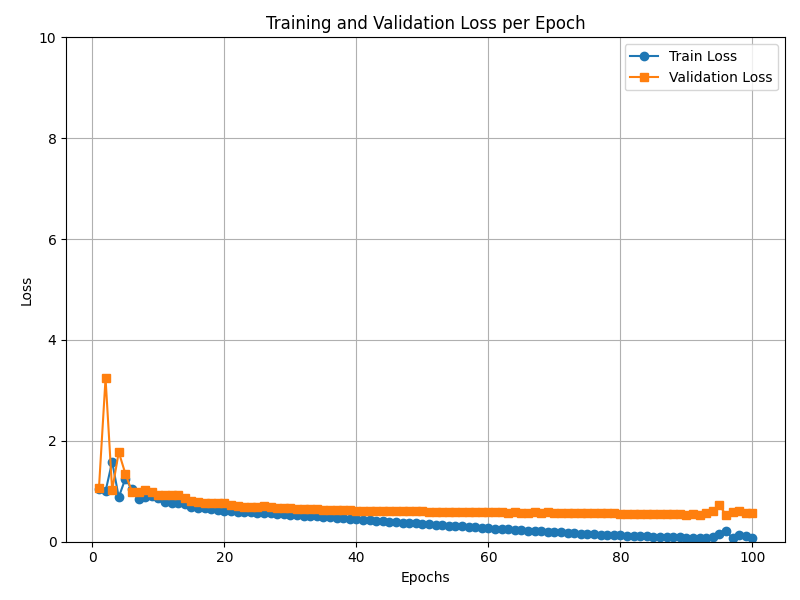 Training and Validation Loss per Epoch
Train Loss
Validation Loss
10
8
6
4
2
0
Loss
0 20 40 60 80 100
Epochs